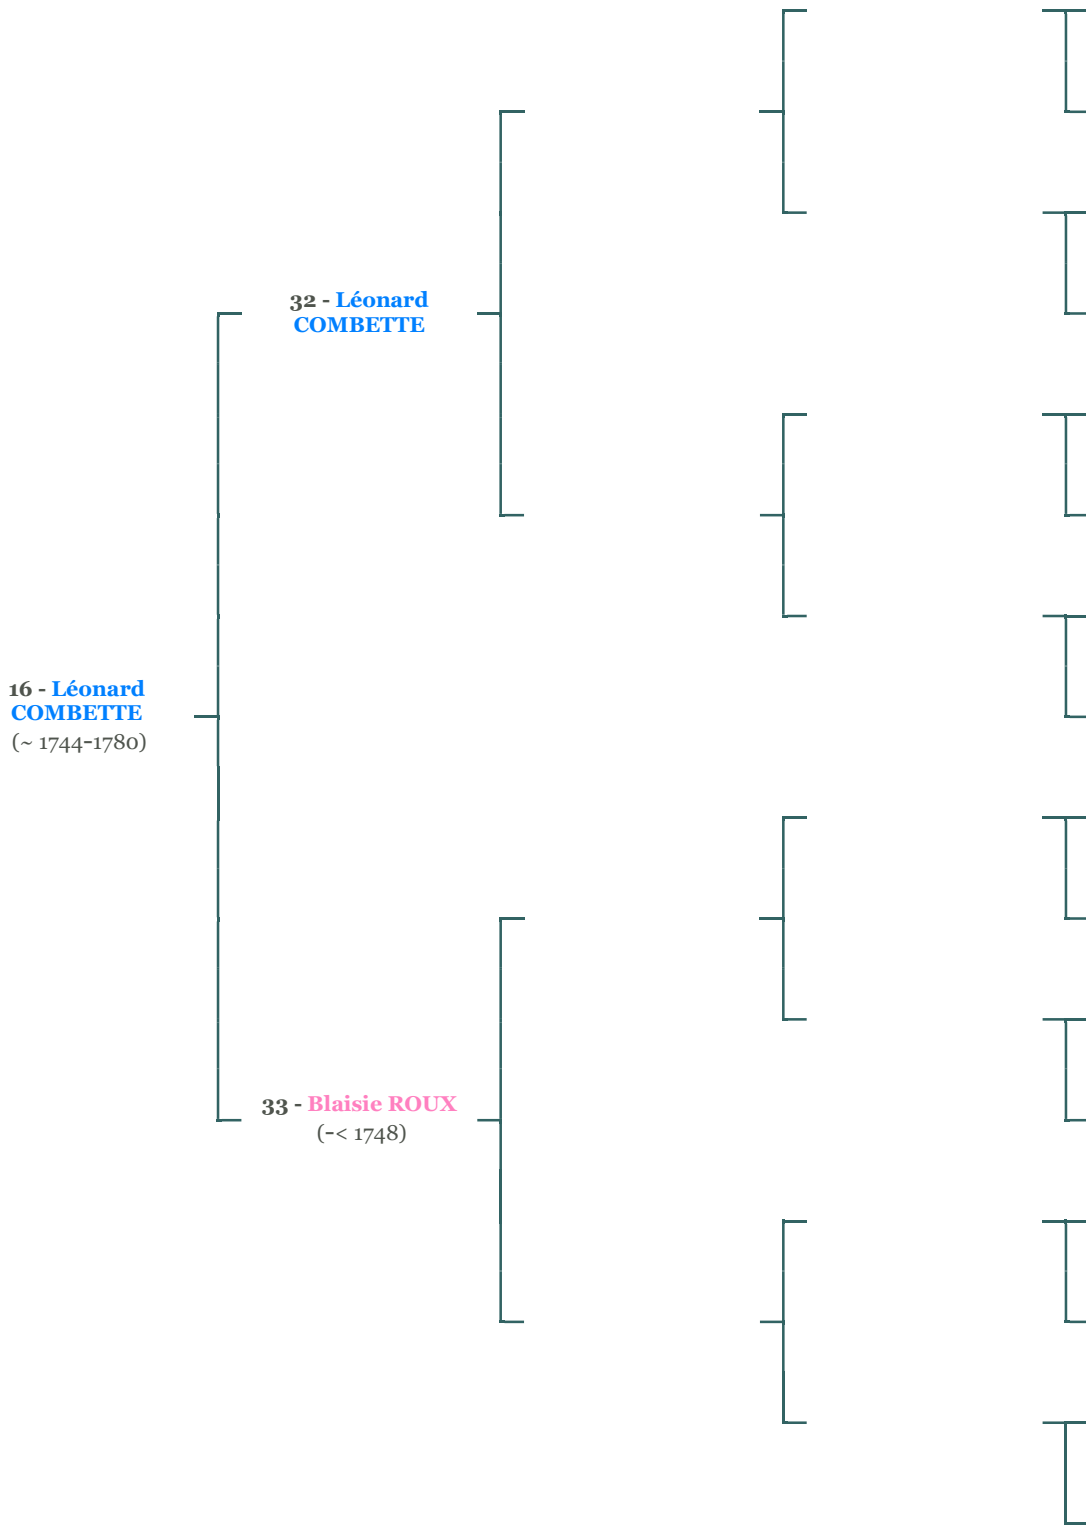 32 - Léonard
COMBETTE
16 - Léonard
COMBETTE
(~ 1744-1780)
33 - Blaisie ROUX
(-< 1748)